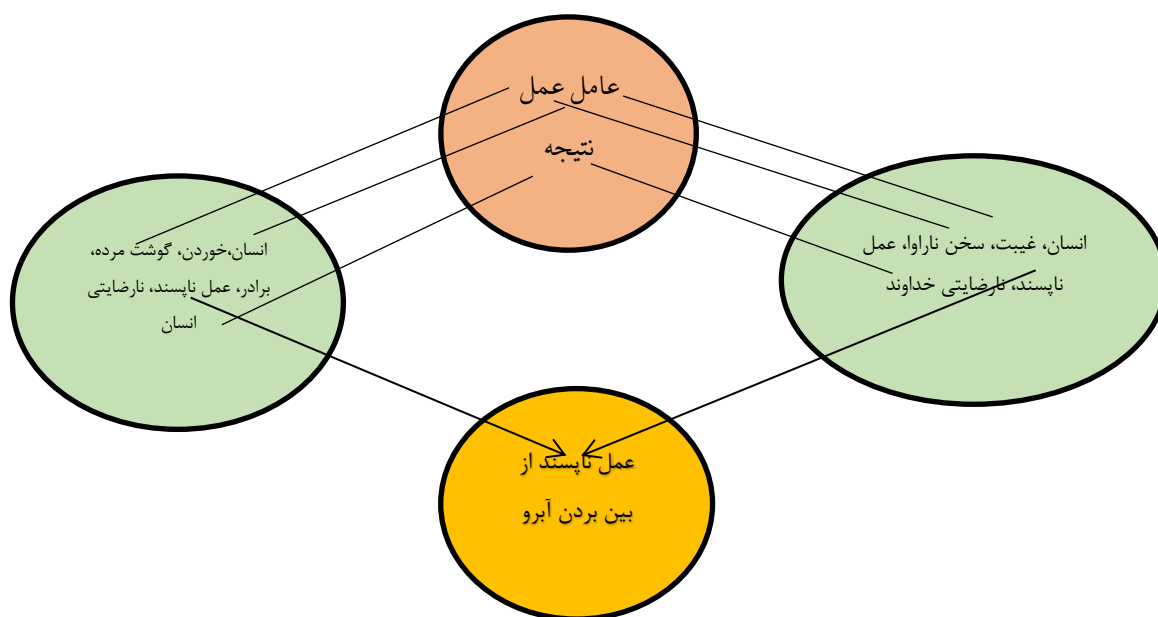 عامل عمل
نتیجه
انسان، غیبت، سخن ناراوا، عمل
ناپسند، نارضایتی خداوند
انسان،خوردن، گوشت مرده،
برادر، عمل ناپسند، نارضایتی
انسان
عمل ناپسند از
بین بردن آبرو